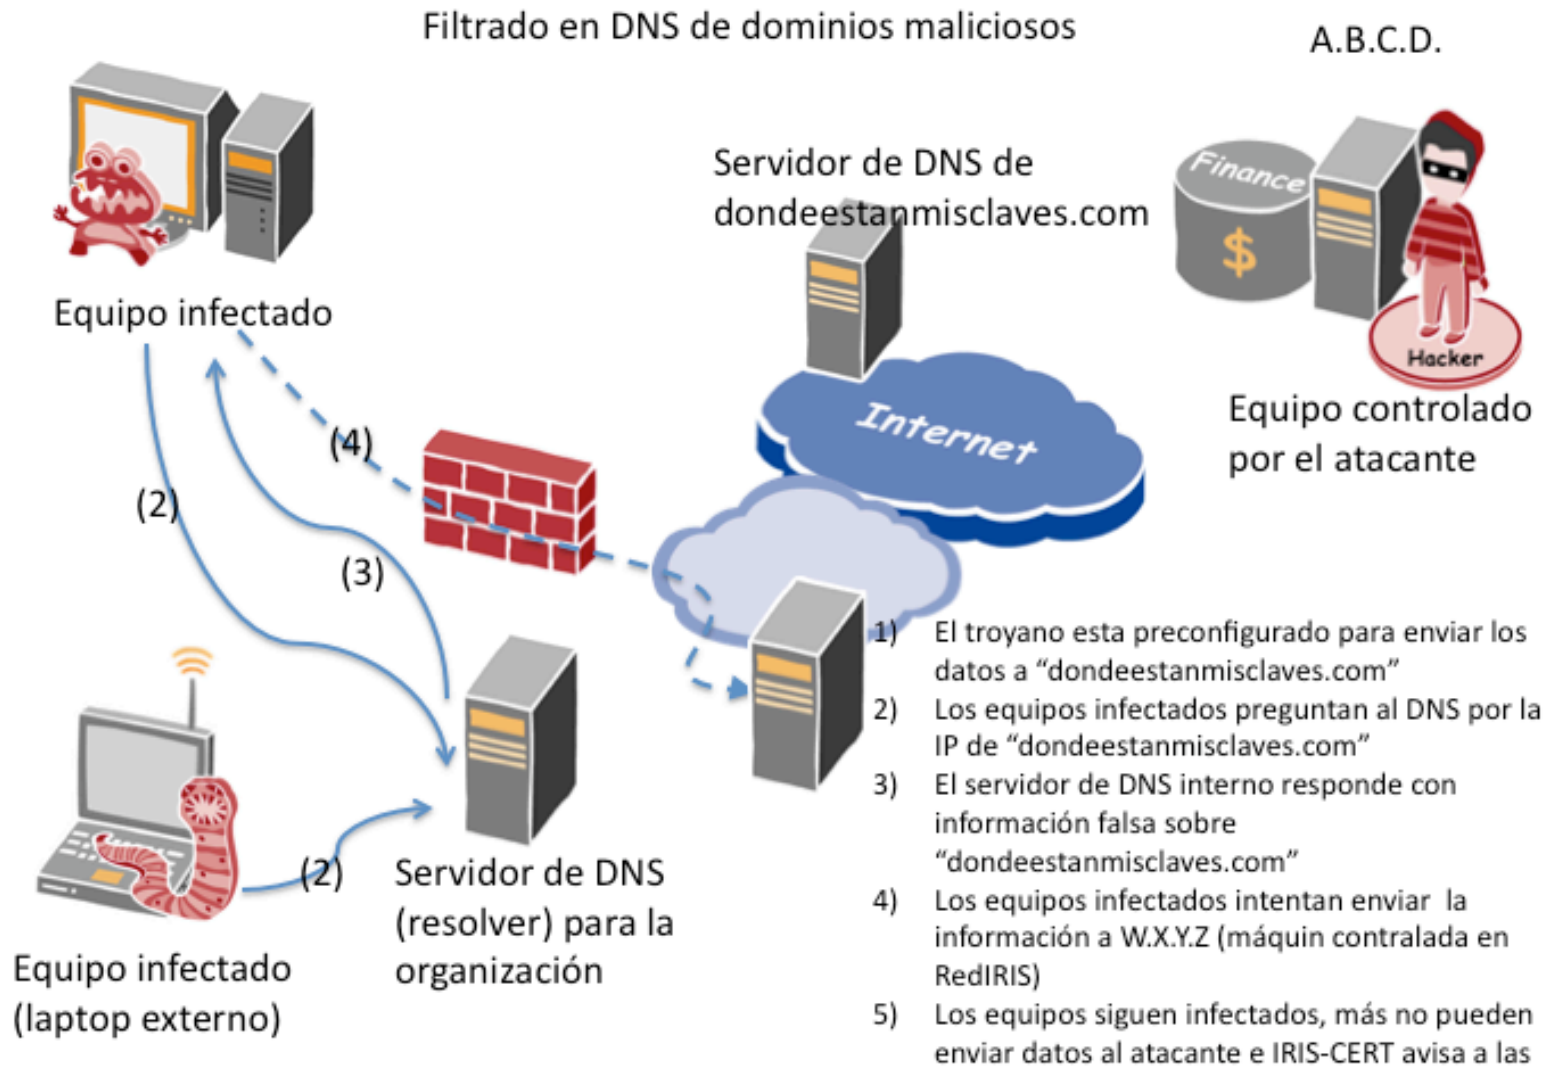 Filtrado en DNS de dominios maliciosos
A.B.C.D.
Servidor de DNS de
dondeestanmisclaves.com
Finance
$
Hacker
Equipo infectado
Equipo controlado
por el atacante
Internet
(4)
(2)
(3)
(2)
Servidor de DNS
(resolver) para la
organización
Equipo infectado
(laptop externo)
1) El troyano esta preconfigurado para enviar los
datos a “dondeestanmisclaves.com”
2) Los equipos infectados preguntan al DNS por la
IP de “dondeestanmisclaves.com”
3) El servidor de DNS interno responde con
información falsa sobre
“dondeestanmisclaves.com”
4) Los equipos infectados intentan enviar la
información a W.X.Y.Z (máquin contralada en
RedIRIS)
5) Los equipos siguen infectados, más no pueden
enviar datos al atacante e IRIS-CERT avisa a las